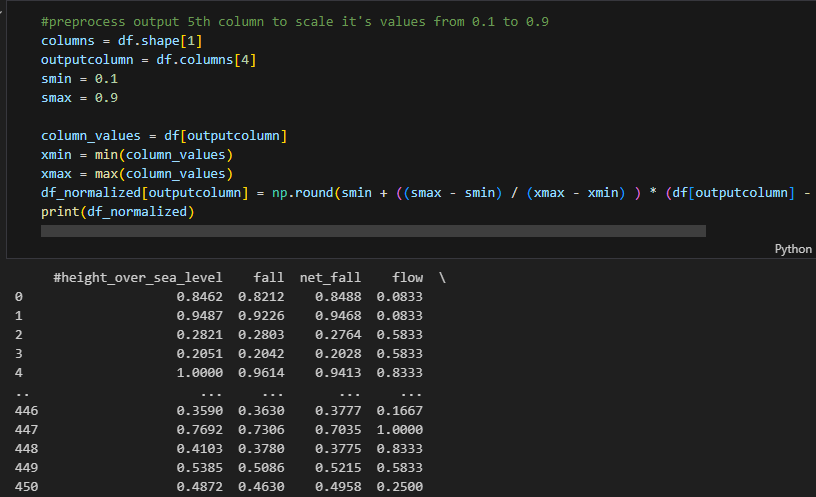 #preprocess output 5th column to scale it's values from 0.1 to 0.9
columns = df.shape[1]
outputcolumn = df.columns[4]
smin = 0.1
smax = 0.9
column_values = df[outputcolumn]
xmin = min(column_values)
xmax = max(column_values)
df_normalized[outputcolumn] = np.round(smin + ((smax - smin) / (xmax - xmin) ) * (df[outputcolumn] -
print(df_normalized)
Python
#height_over_sea_level fall net_fall flow \
0 0.8462 0.8212 0.8488 0.0833
1 0.9487 0.9226 0.9468 0.0833
2 0.2821 0.2803 0.2764 0.5833
3 0.2051 0.2042 0.2028 0.5833
4 1.0000 0.9614 0.9413 0.8333
.. ... ... ... ...
446 0.3590 0.3630 0.3777 0.1667
447 0.7692 0.7306 0.7035 1.0000
448 0.4103 0.3780 0.3775 0.8333
449 0.5385 0.5086 0.5215 0.5833
450 0.4872 0.4630 0.4958 0.2500